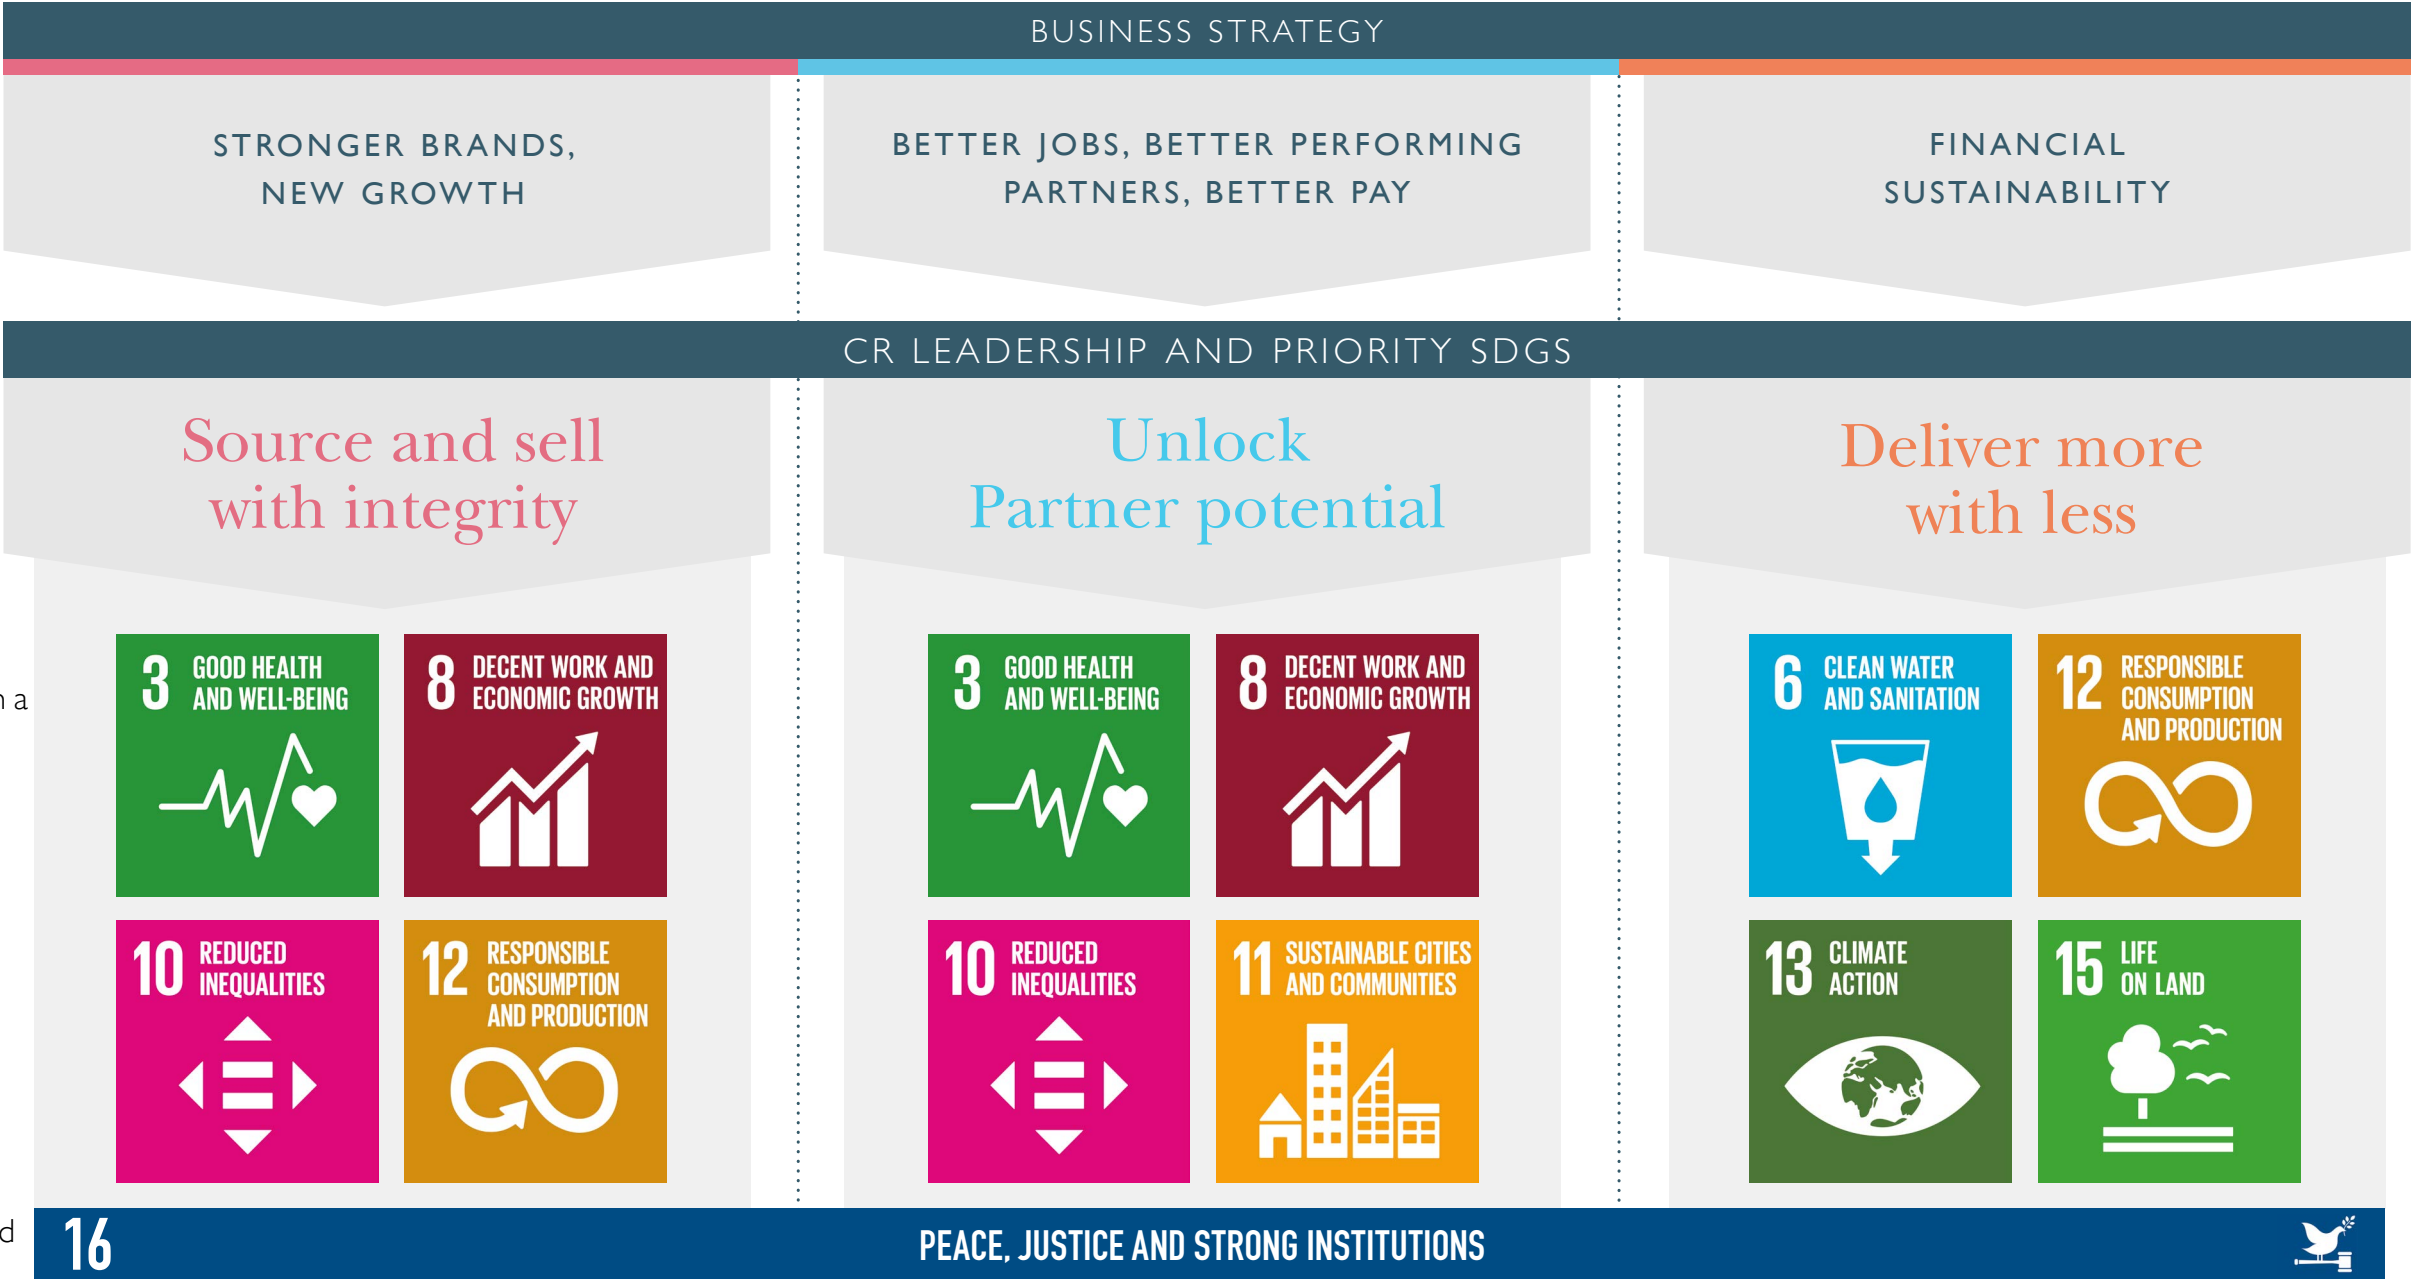 BUSINESS STRATEGY
STRONGER BRANDS,
NEW GROWTH
BETTER JOBS, BETTER PERFORMING
PARTNERS, BETTER PAY
FINANCIAL
SUSTAINABILITY
CR LEADERSHIP AND PRIORITY SDGS
Source and sell
with integrity
Unlock
Partner potential
Deliver more
with less
a
3 GOOD HEALTH
AND WELL-BEING
8 DECENT WORK AND
ECONOMIC GROWTH
10 REDUCED
INEQUALITIES
12 RESPONSIBLE
CONSUMPTION
AND PRODUCTION
3 GOOD HEALTH
AND WELL-BEING
8 DECENT WORK AND
ECONOMIC GROWTH
10 REDUCED
INEQUALITIES
11 SUSTAINABLE CITIES
AND COMMUNITIES
6 CLEAN WATER
AND SANITATION
12 RESPONSIBLE
CONSUMPTION
AND PRODUCTION
13 CLIMATE
ACTION
15 LIFE
ON LAND
16 PEACE, JUSTICE AND STRONG INSTITUTIONS